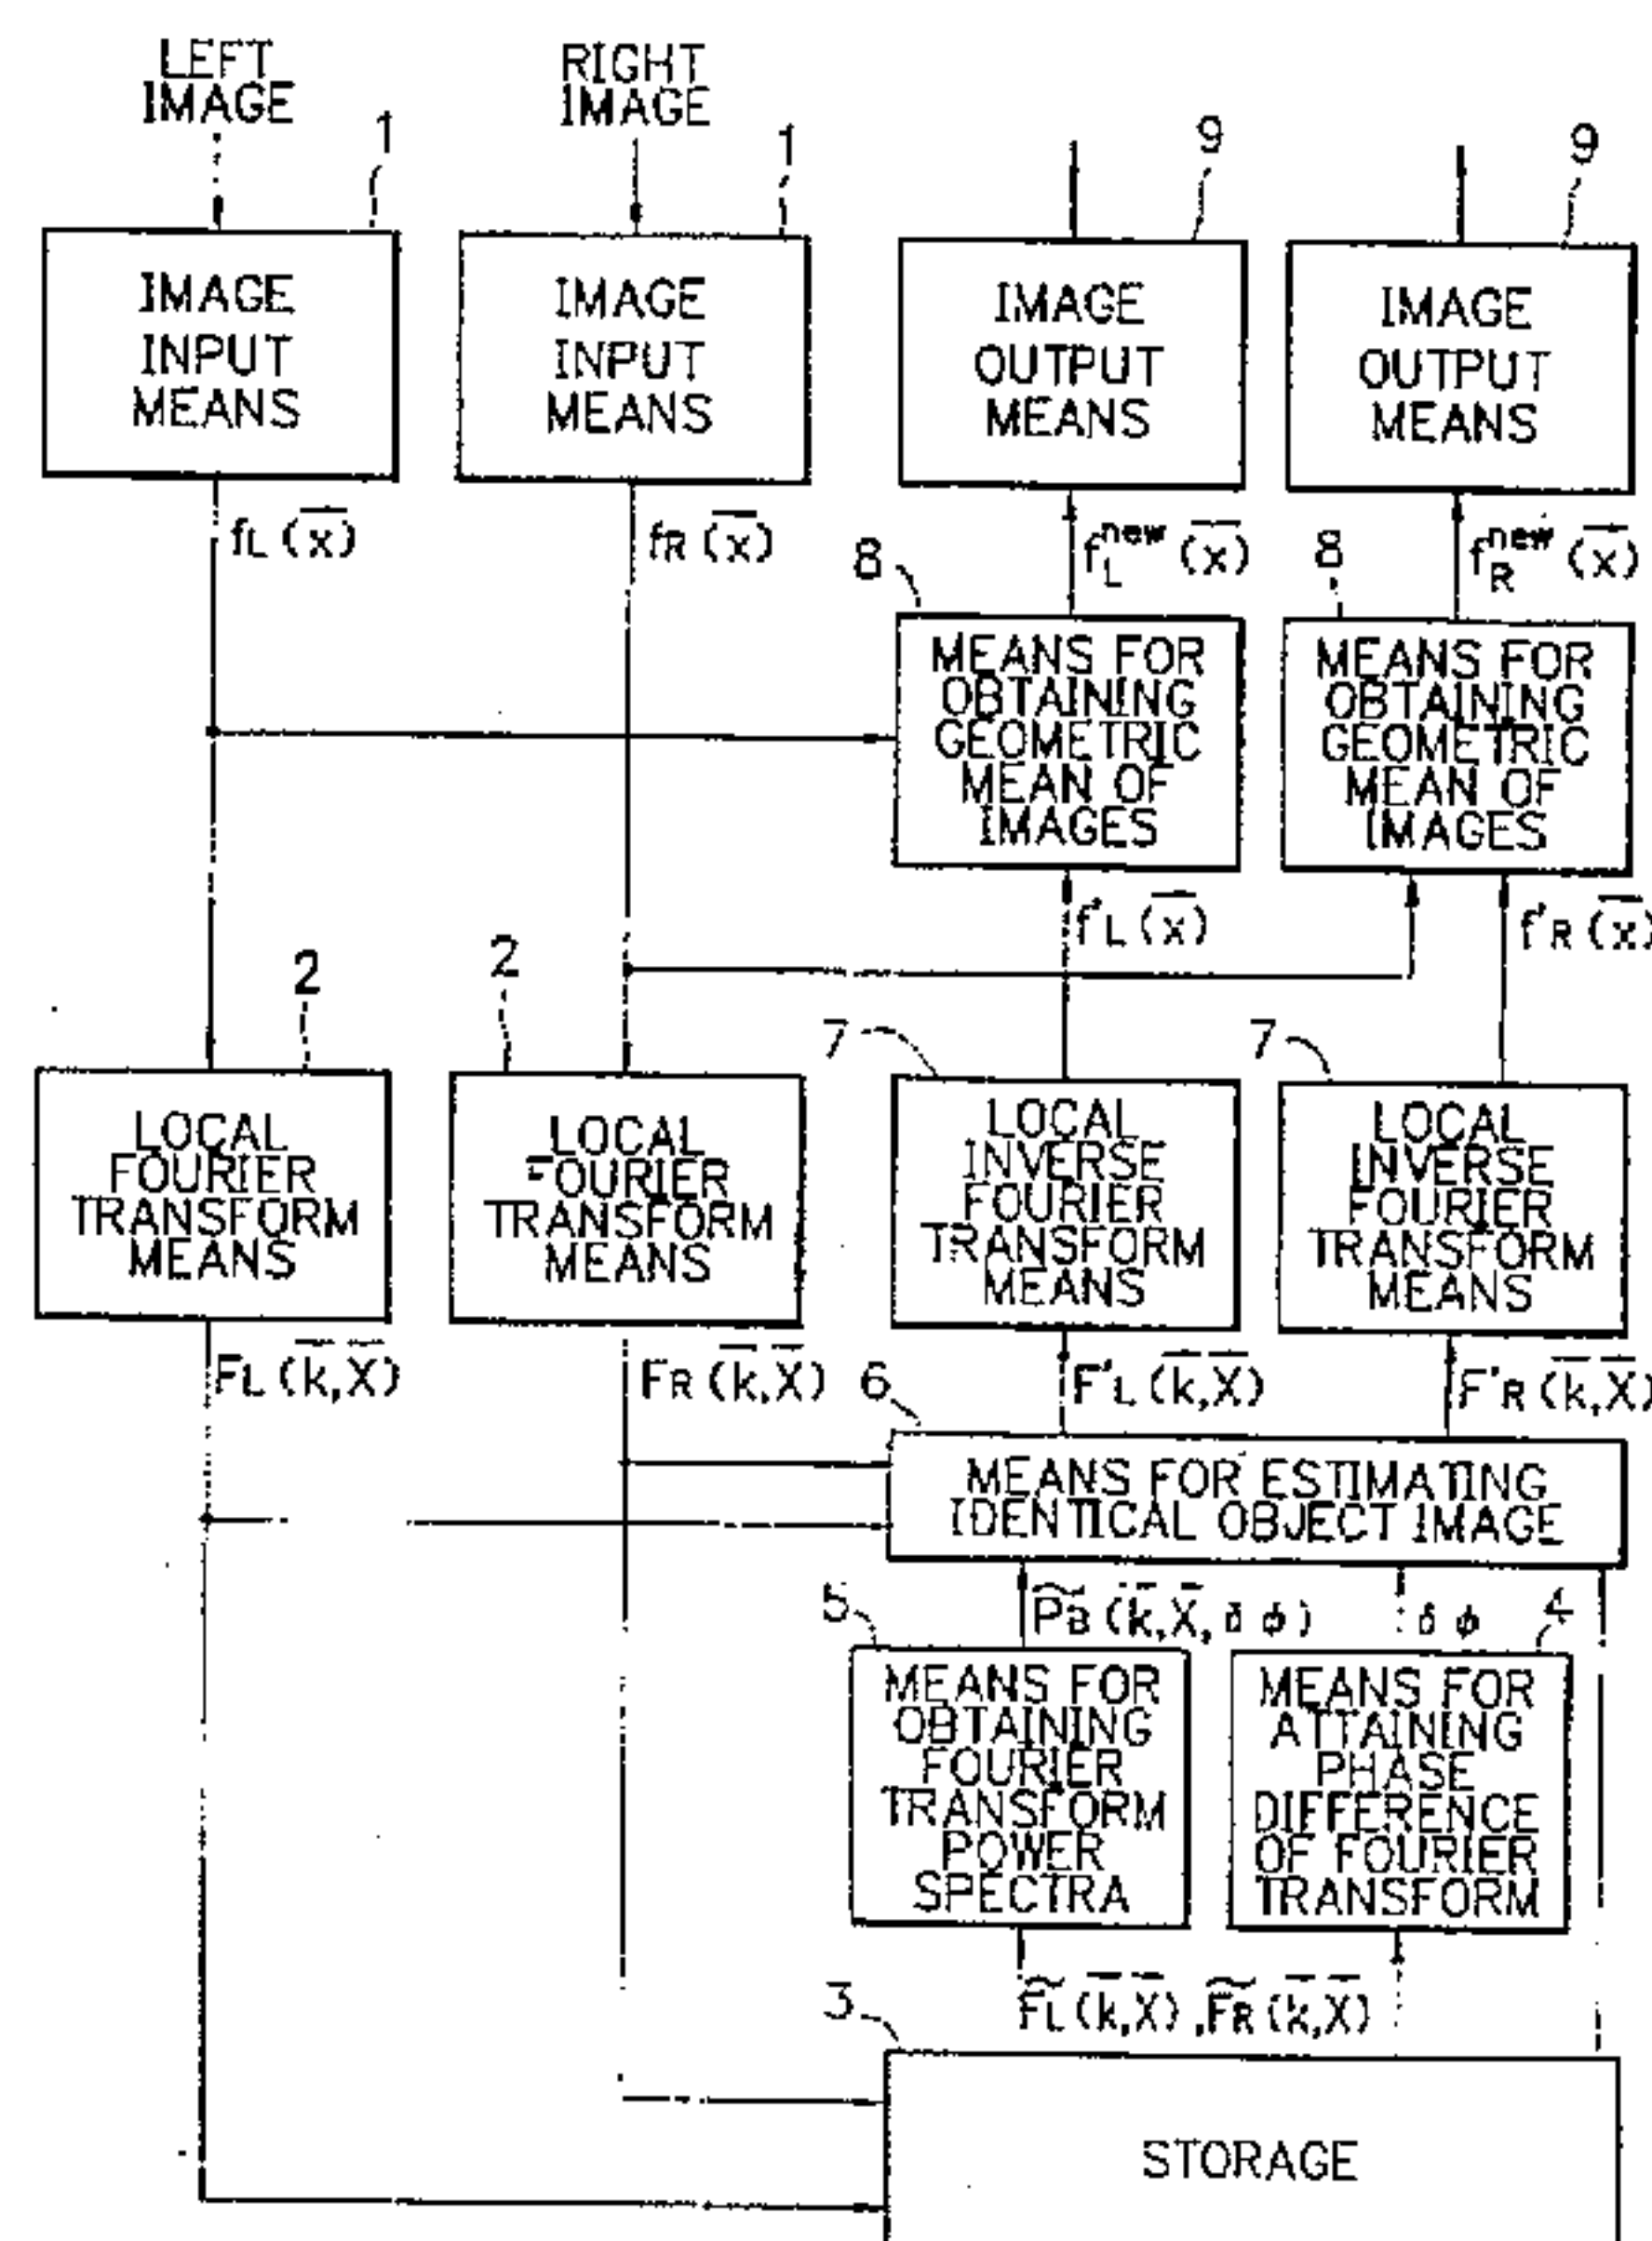 LEFT
IMAGE
RIGHT
IMAGE
1
1
9
9
IMAGE
INPUT
MEANS
IMAGE
INPUT
MEANS
IMAGE
OUTPUT
MEANS
IMAGE
OUTPUT
MEANS
fL (x̄)
fR (x̄)
8
fL^new (x̄)
8
fR^new (x̄)
MEANS FOR
OBTAINING
GEOMETRIC
MEAN OF
IMAGES
MEANS FOR
OBTAINING
GEOMETRIC
MEAN OF
IMAGES
f'L (x̄)
f'R (x̄)
2
2
7
7
LOCAL
FOURIER
TRANSFORM
MEANS
LOCAL
FOURIER
TRANSFORM
MEANS
LOCAL
INVERSE
FOURIER
TRANSFORM
MEANS
LOCAL
INVERSE
FOURIER
TRANSFORM
MEANS
FL (k̄, X̄)
FR (k̄, X̄)
6
F'L (k̄, X̄)
F'R (k̄, X̄)
MEANS FOR ESTIMATING
IDENTICAL OBJECT IMAGE
5
P̃B (k̄, X̄, δ φ)
δ φ
4
MEANS FOR
OBTAINING
FOURIER
TRANSFORM
POWER
SPECTRA
MEANS FOR
ATTAINING
PHASE
DIFFERENCE
OF FOURIER
TRANSFORM
3
F̃L (k̄, X̄) , F̃R (k̄, X̄)
STORAGE